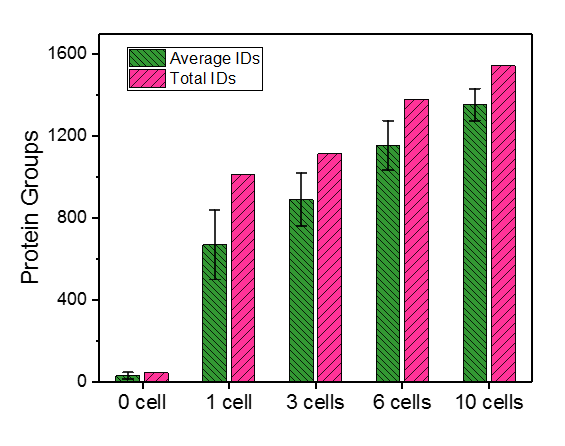 Protein Groups
1600
1200
800
400
0
Average IDs
Total IDs
0 cell
1 cell
3 cells
6 cells
10 cells